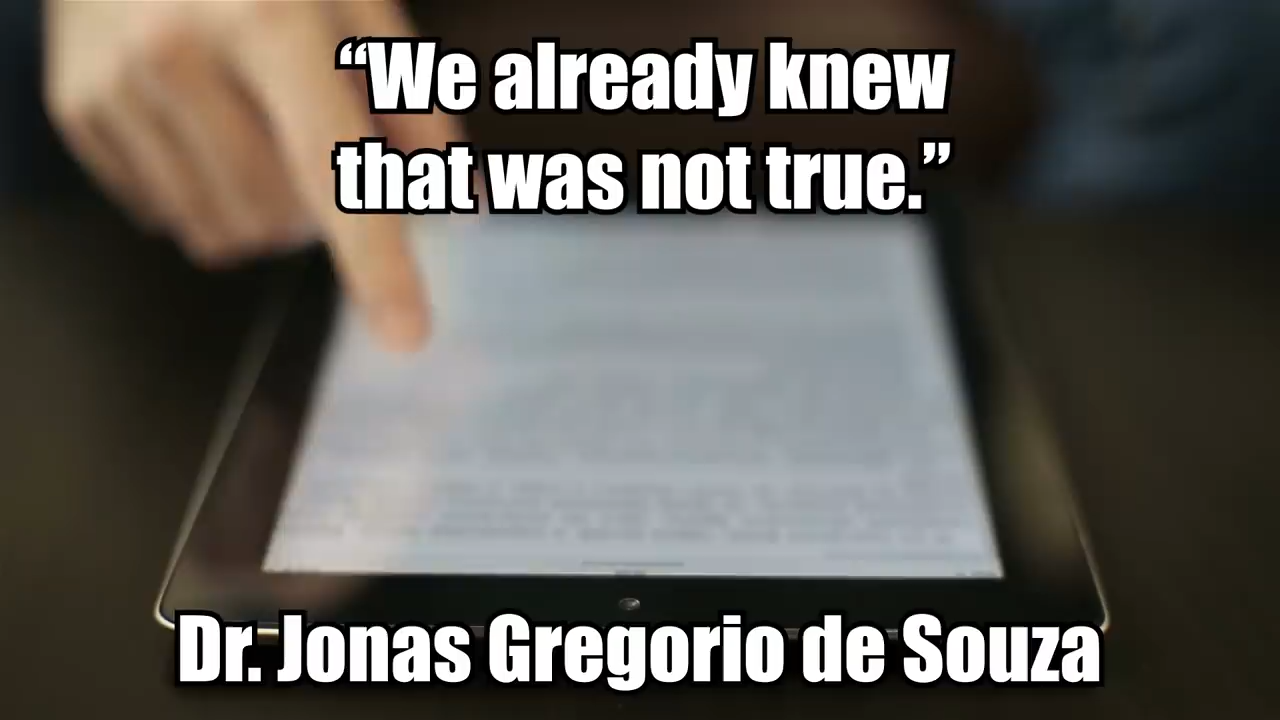 “We already knew
that was not true.”
Dr. Jonas Gregorio de Souza